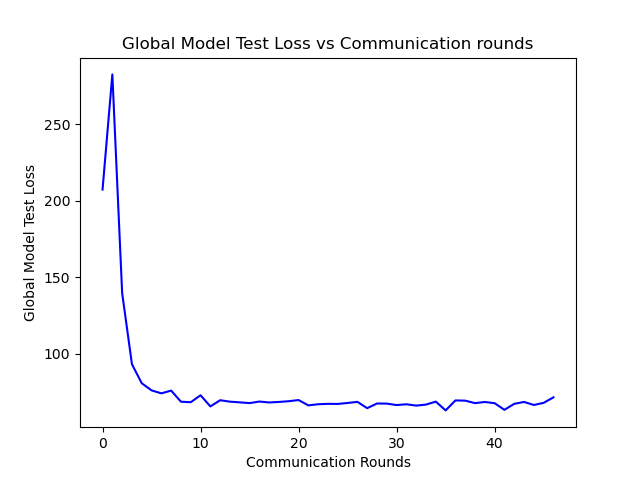 Global Model Test Loss vs Communication rounds
250
200
150
100
Global Model Test Loss
0 10 20 30 40
Communication Rounds